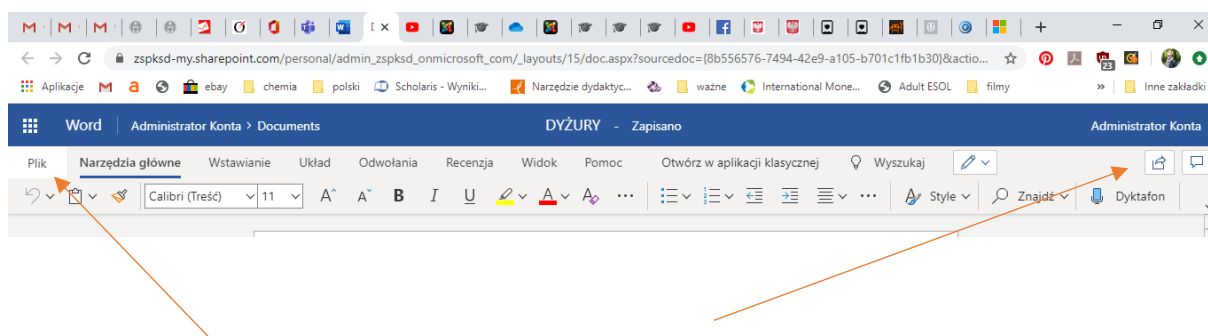 zspksd-my.sharepoint.com/personal/admin_zspksd_onmicrosoft_com/_layouts/15/doc.aspx?sourcedoc={8b556576-7494-42e9-a105-b701c1fb1b30}&actio... 23
Aplikacje ebay chemia polski Scholaris - Wyniki... Narzędzie dydaktyc... ważne International Mone... Adult ESOL filmy » Inne zakładki
Word Administrator Konta > Documents DYŻURY - Zapisano Administrator Konta
Plik Narzędzia główne Wstawianie Układ Odwołania Recenzja Widok Pomoc Otwórz w aplikacji klasycznej Wyszukaj
Calibri (Treść) 11 A A B I U A A ... ... Style Znajdź Dyktafon